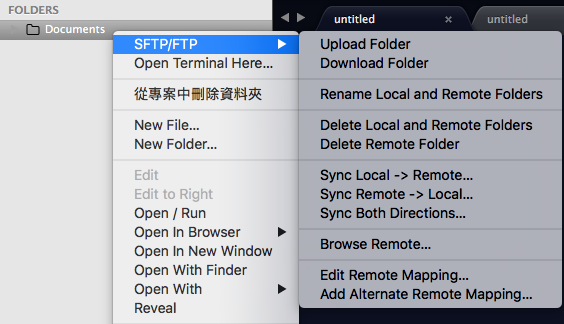 FOLDERS
Documents
untitled
untitled
SFTP/FTP
Open Terminal Here...
從專案中刪除資料夾
New File...
New Folder...
Edit
Edit to Right
Open / Run
Open In Browser
Open In New Window
Open With Finder
Open With
Reveal
Upload Folder
Download Folder
Rename Local and Remote Folders
Delete Local and Remote Folders
Delete Remote Folder
Sync Local -> Remote...
Sync Remote -> Local...
Sync Both Directions...
Browse Remote...
Edit Remote Mapping...
Add Alternate Remote Mapping...